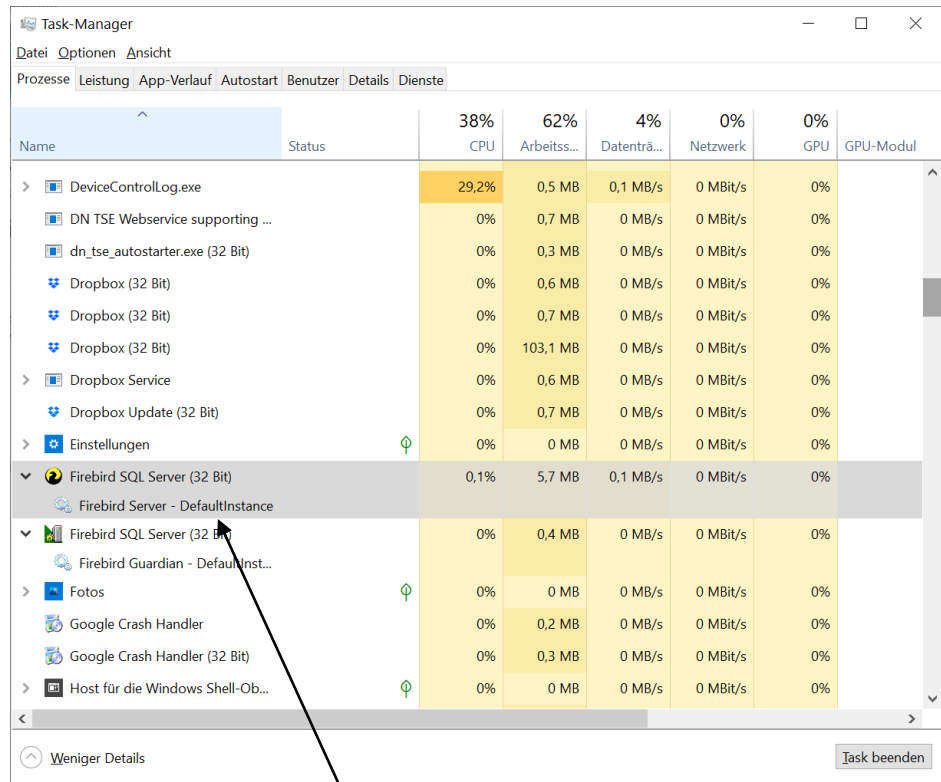 Task-Manager
Datei Optionen Ansicht
Prozesse Leistung App-Verlauf Autostart Benutzer Details Dienste
38% 62% 4% 0% 0%
Name Status CPU Arbeitss... Datenträ... Netzwerk GPU GPU-Modul
DeviceControlLog.exe 29,2% 0,5 MB 0,1 MB/s 0 MBit/s 0%
DN TSE Webservice supporting ... 0% 0,7 MB 0 MB/s 0 MBit/s 0%
dn_tse_autostarter.exe (32 Bit) 0% 0,3 MB 0 MB/s 0 MBit/s 0%
Dropbox (32 Bit) 0% 0,6 MB 0 MB/s 0 MBit/s 0%
Dropbox (32 Bit) 0% 0,7 MB 0 MB/s 0 MBit/s 0%
Dropbox (32 Bit) 0% 103,1 MB 0 MB/s 0 MBit/s 0%
Dropbox Service 0% 0,6 MB 0 MB/s 0 MBit/s 0%
Dropbox Update (32 Bit) 0% 0,7 MB 0 MB/s 0 MBit/s 0%
Einstellungen 0% 0 MB 0 MB/s 0 MBit/s 0%
Firebird SQL Server (32 Bit) 0,1% 5,7 MB 0,1 MB/s 0 MBit/s 0%
Firebird Server - DefaultInstance
Firebird SQL Server (32 Bit) 0% 0,4 MB 0 MB/s 0 MBit/s 0%
Firebird Guardian - DefaultInst...
Fotos 0% 0 MB 0 MB/s 0 MBit/s 0%
Google Crash Handler 0% 0,2 MB 0 MB/s 0 MBit/s 0%
Google Crash Handler (32 Bit) 0% 0,3 MB 0 MB/s 0 MBit/s 0%
Host für die Windows Shell-Ob... 0% 0 MB 0 MB/s 0 MBit/s 0%
Weniger Details Task beenden